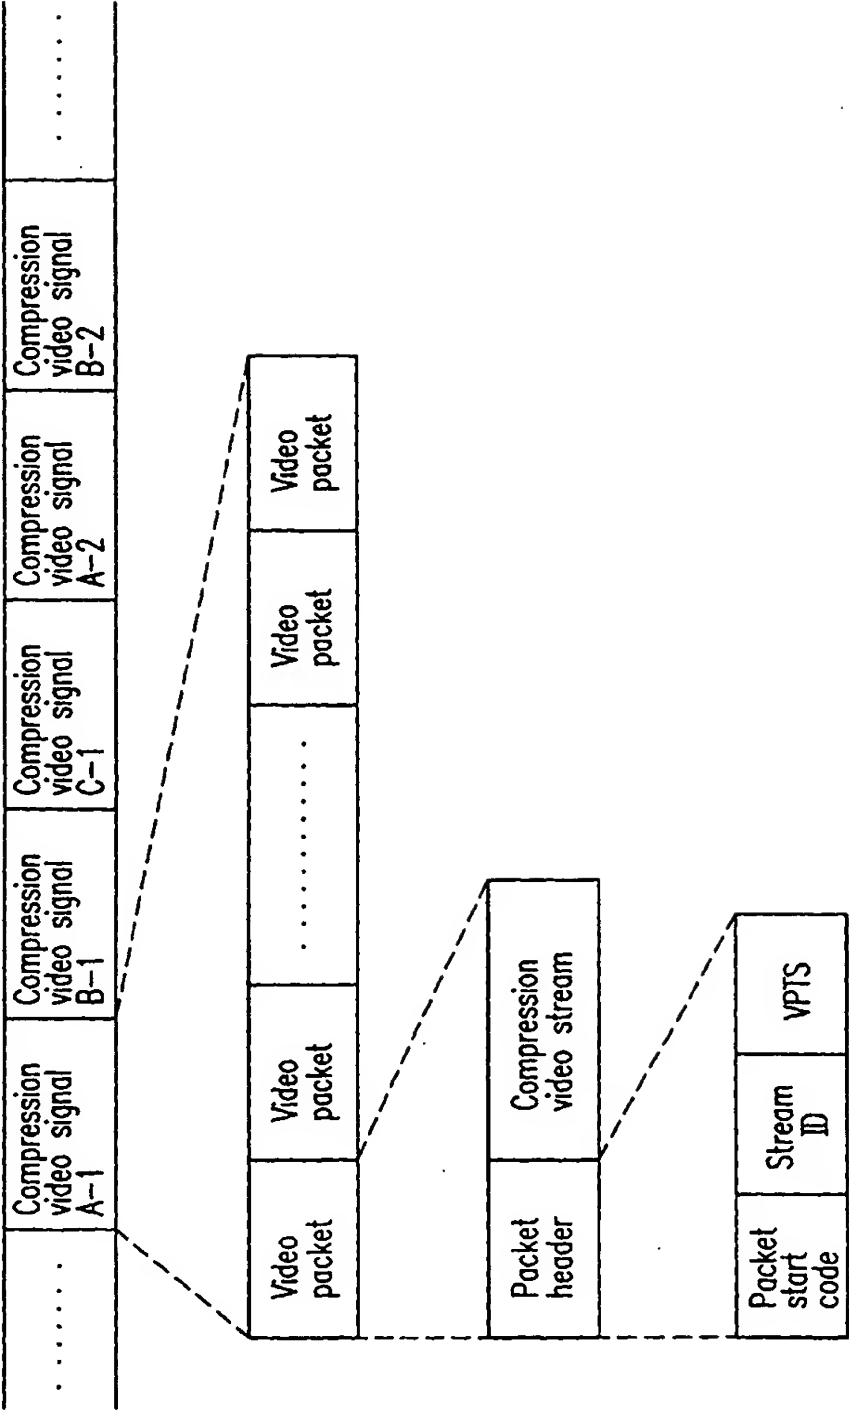 . . . . . .
Compression
video signal
A-1
Compression
video signal
B-1
Compression
video signal
C-1
Compression
video signal
A-2
Compression
video signal
B-2
. . . . . .
Video
packet
Video
packet
. . . . . . . . . .
Video
packet
Video
packet
Packet
header
Compression
video stream
Packet
start
code
Stream
ID
VPTS